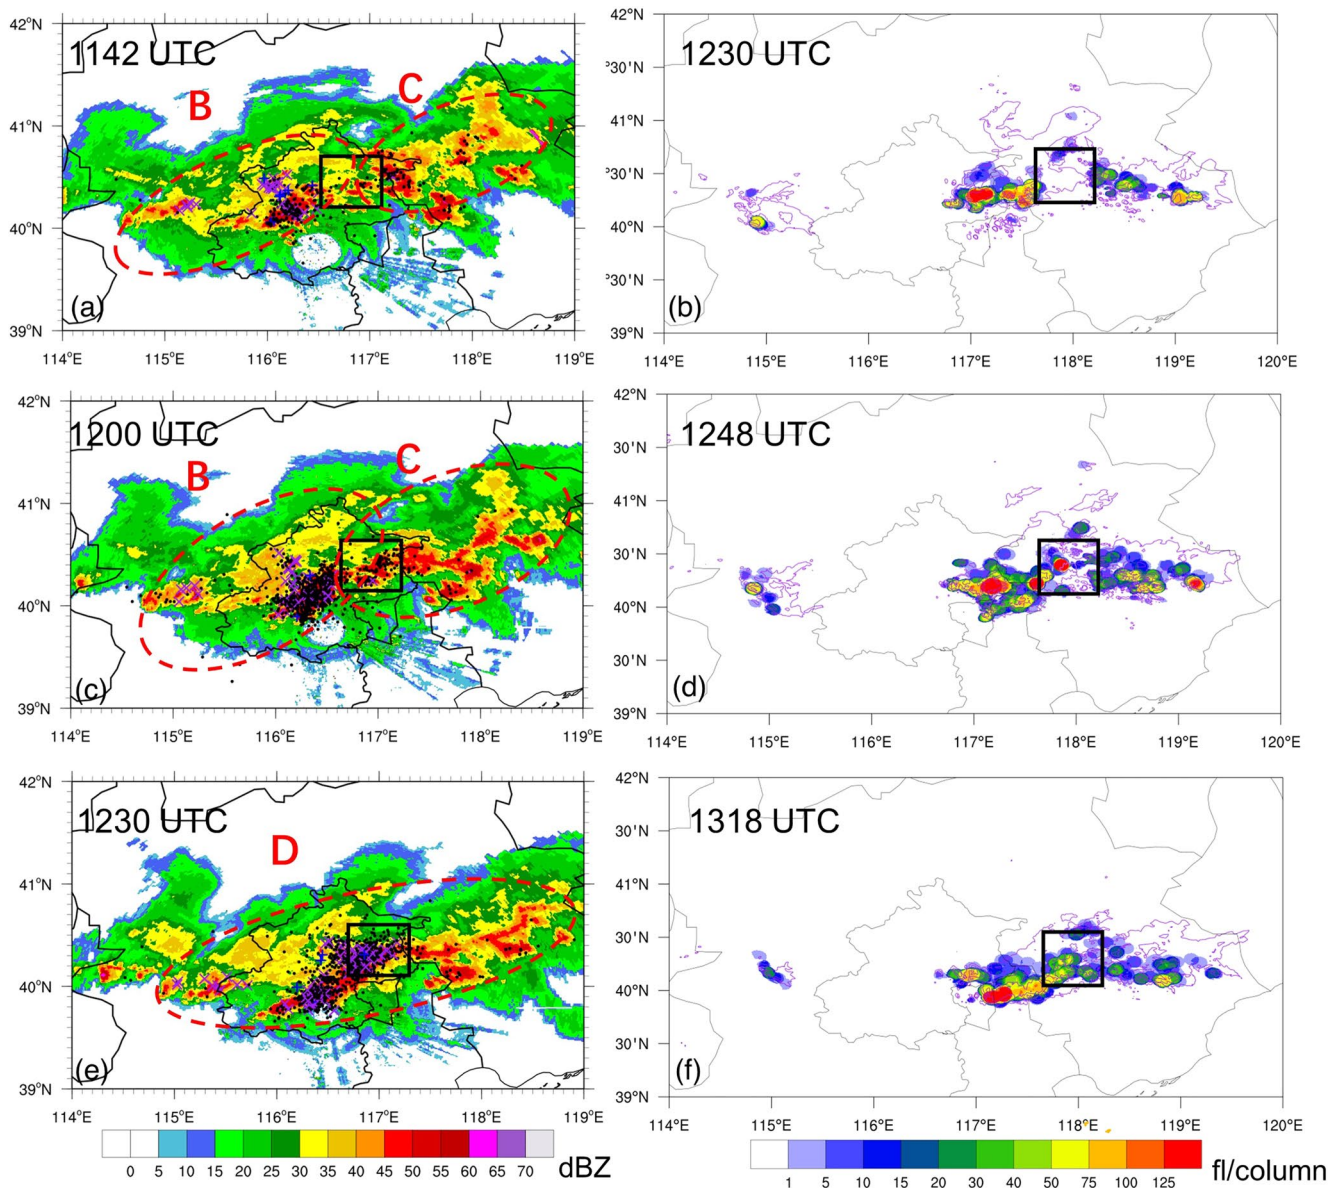 42°N
41°N
40°N
39°N
1142 UTC
B
C
(a)
114°E 115°E 116°E 117°E 118°E 119°E
42°N
30'N
41°N
30'N
40°N
30'N
39°N
1230 UTC
(b)
114°E 115°E 116°E 117°E 118°E 119°E 120°E
42°N
41°N
40°N
39°N
1200 UTC
B
C
(c)
114°E 115°E 116°E 117°E 118°E 119°E
42°N
30'N
41°N
30'N
40°N
30'N
39°N
1248 UTC
(d)
114°E 115°E 116°E 117°E 118°E 119°E 120°E
42°N
41°N
40°N
39°N
1230 UTC
D
(e)
114°E 115°E 116°E 117°E 118°E 119°E
42°N
30'N
41°N
30'N
40°N
30'N
39°N
1318 UTC
(f)
114°E 115°E 116°E 117°E 118°E 119°E 120°E
0 5 10 15 20 25 30 35 40 45 50 55 60 65 70
dBZ
1 5 10 15 20 30 40 50 75 100 125
fl/column